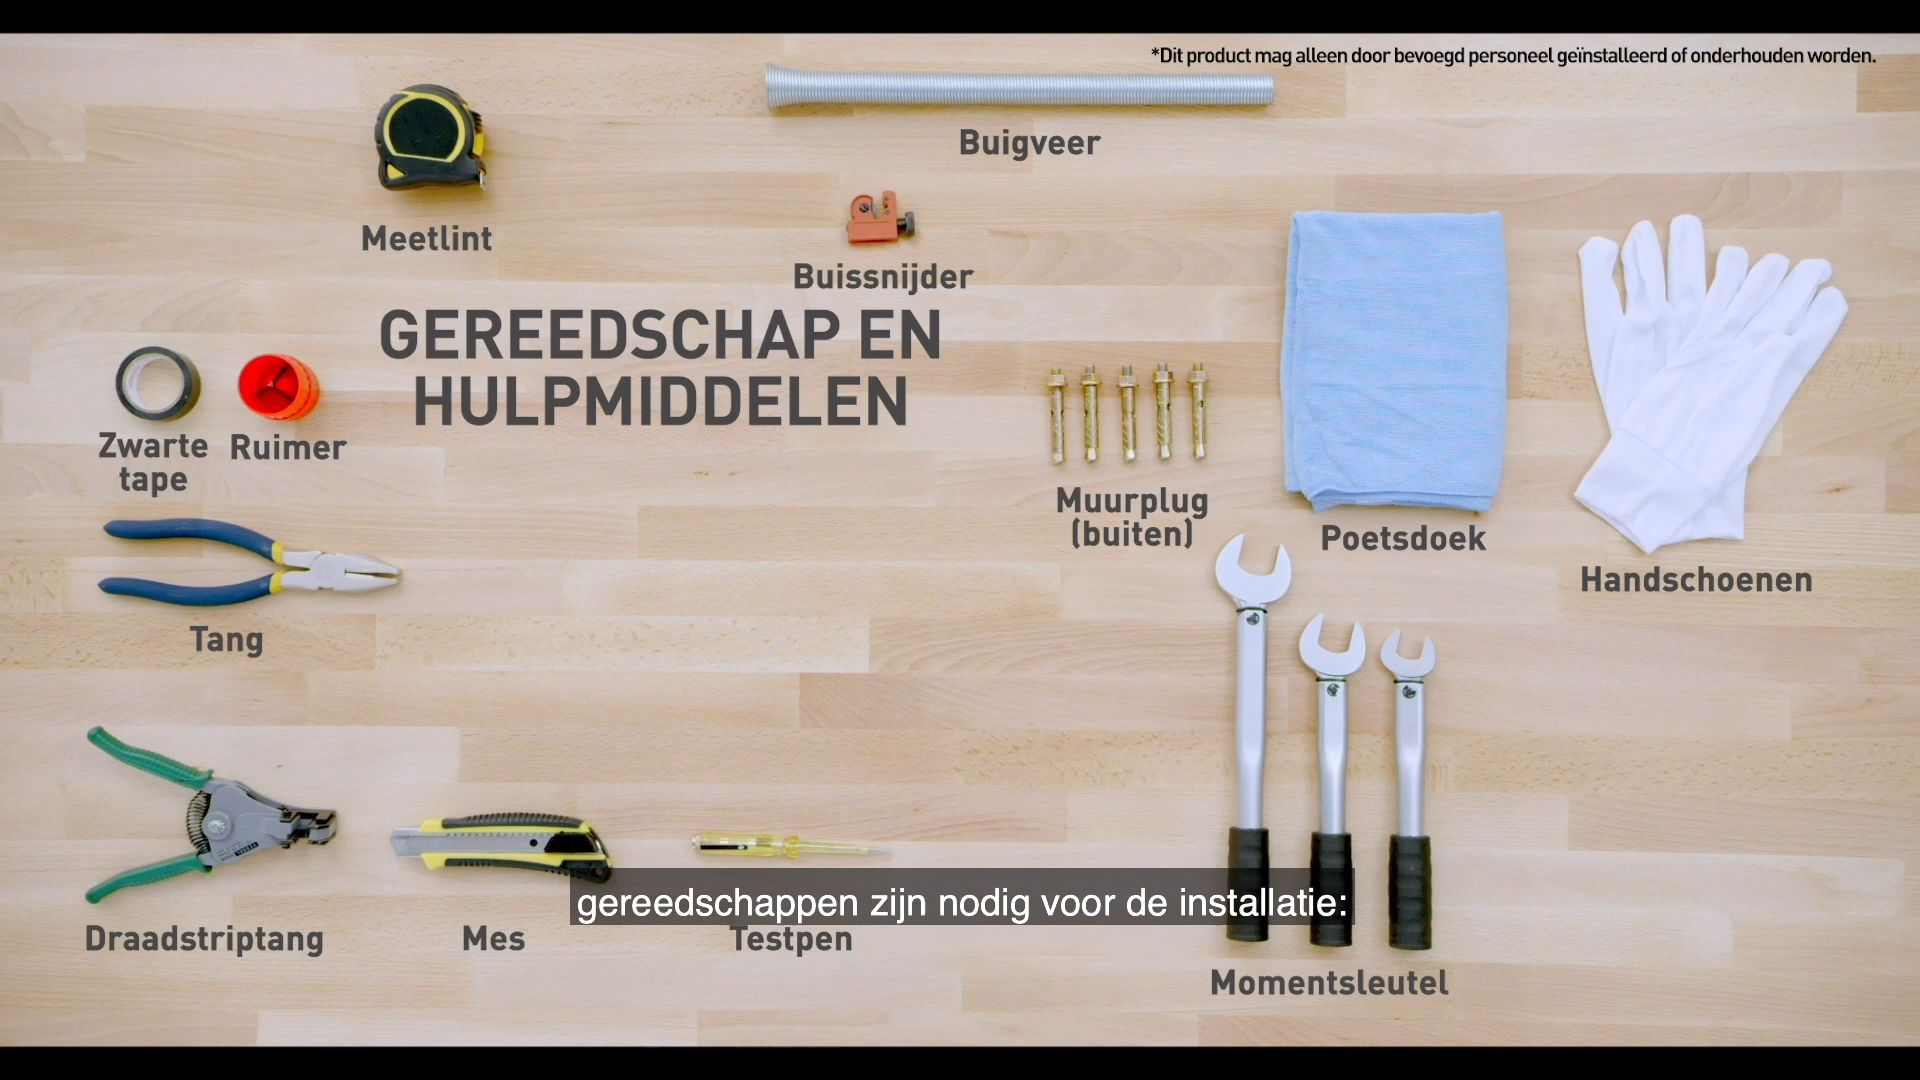 *Dit product mag alleen door bevoegd personeel geïnstalleerd of onderhouden worden.
Buigveer
Meetlint
Buissnijder
GEREEDSCHAP EN
HULPMIDDELEN
Zwarte
tape
Ruimer
Muurplug
(buiten)
Poetsdoek
Handschoenen
Tang
gereedschappen zijn nodig voor de installatie:
Draadstriptang
Mes
Testpen
Momentsleutel